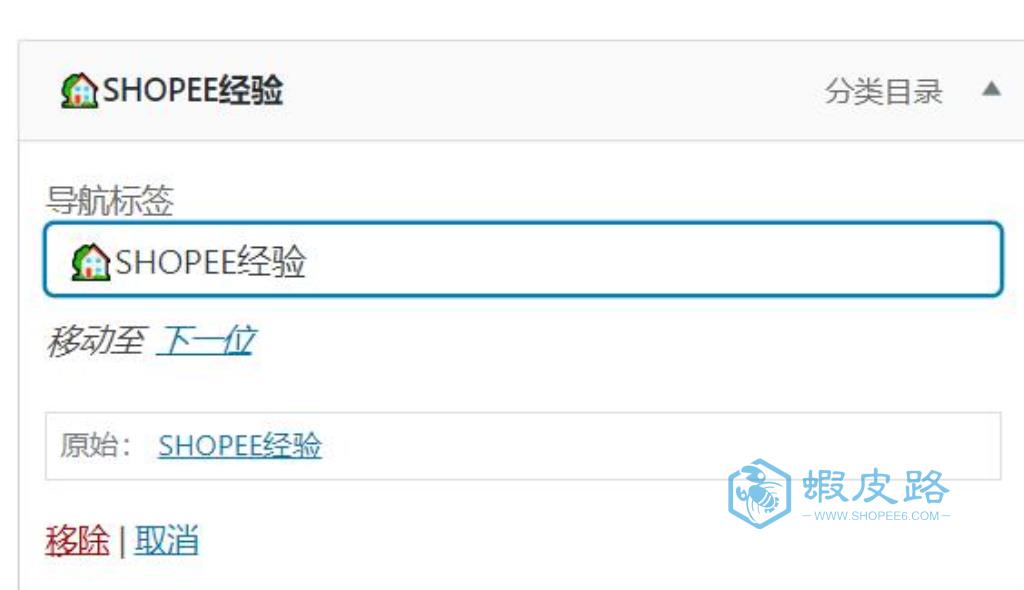 🏡SHOPEE经验 分类目录 ▲
导航标签
🏡SHOPEE经验
移动至 下一位
原始: SHOPEE经验
蝦皮路
WWW.SHOPEE6.COM
移除 | 取消